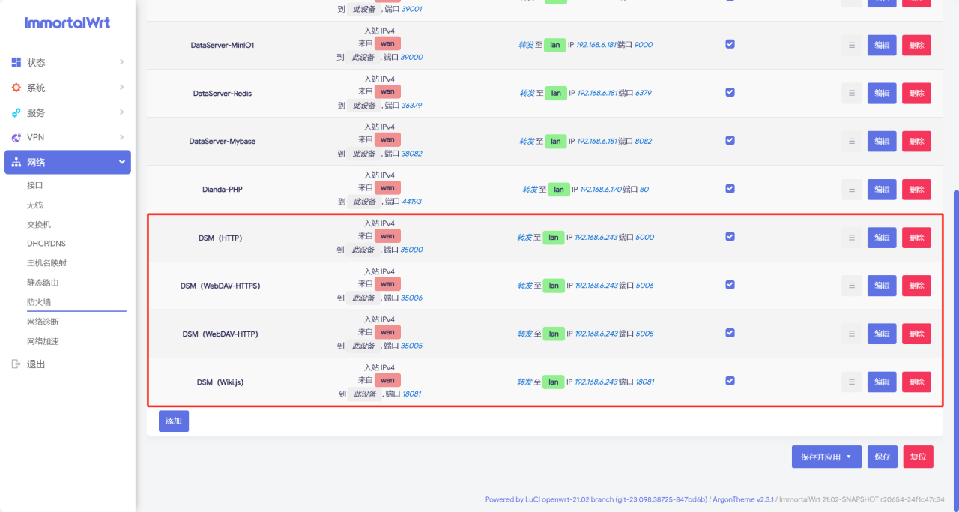 ImmortalWrt
状态
系统
服务
VPN
网络
接口
无线
交换机
DHCP/DNS
主机名映射
静态路由
防火墙
网络诊断
网络加速
退出
到 此设备 , 端口 39001
DataServer-MinIO1
入站 IPv4
来自 wan
到 此设备 , 端口 39000
转发 至 lan IP 192.168.6.181 端口 9000
编辑
删除
DataServer-Redis
入站 IPv4
来自 wan
到 此设备 , 端口 36379
转发 至 lan IP 192.168.6.181 端口 6379
编辑
删除
DataServer-Mybase
入站 IPv4
来自 wan
到 此设备 , 端口 38082
转发 至 lan IP 192.168.6.181 端口 8082
编辑
删除
Dianda-PHP
入站 IPv4
来自 wan
到 此设备 , 端口 44193
转发 至 lan IP 192.168.6.170 端口 80
编辑
删除
DSM（HTTP）
入站 IPv4
来自 wan
到 此设备 , 端口 35000
转发 至 lan IP 192.168.6.243 端口 5000
编辑
删除
DSM（WebDAV-HTTPS）
入站 IPv4
来自 wan
到 此设备 , 端口 35006
转发 至 lan IP 192.168.6.243 端口 5006
编辑
删除
DSM（WebDAV-HTTP）
入站 IPv4
来自 wan
到 此设备 , 端口 35005
转发 至 lan IP 192.168.6.243 端口 5005
编辑
删除
DSM（Wiki.js）
入站 IPv4
来自 wan
到 此设备 , 端口 18081
转发 至 lan IP 192.168.6.243 端口 18081
编辑
删除
添加
保存并应用
保存
复位
Powered by LuCI openwrt-21.02 branch (git-23.098.38725-847cd6b) / ArgonTheme v2.3.1 / ImmortalWrt 21.02-SNAPSHOT